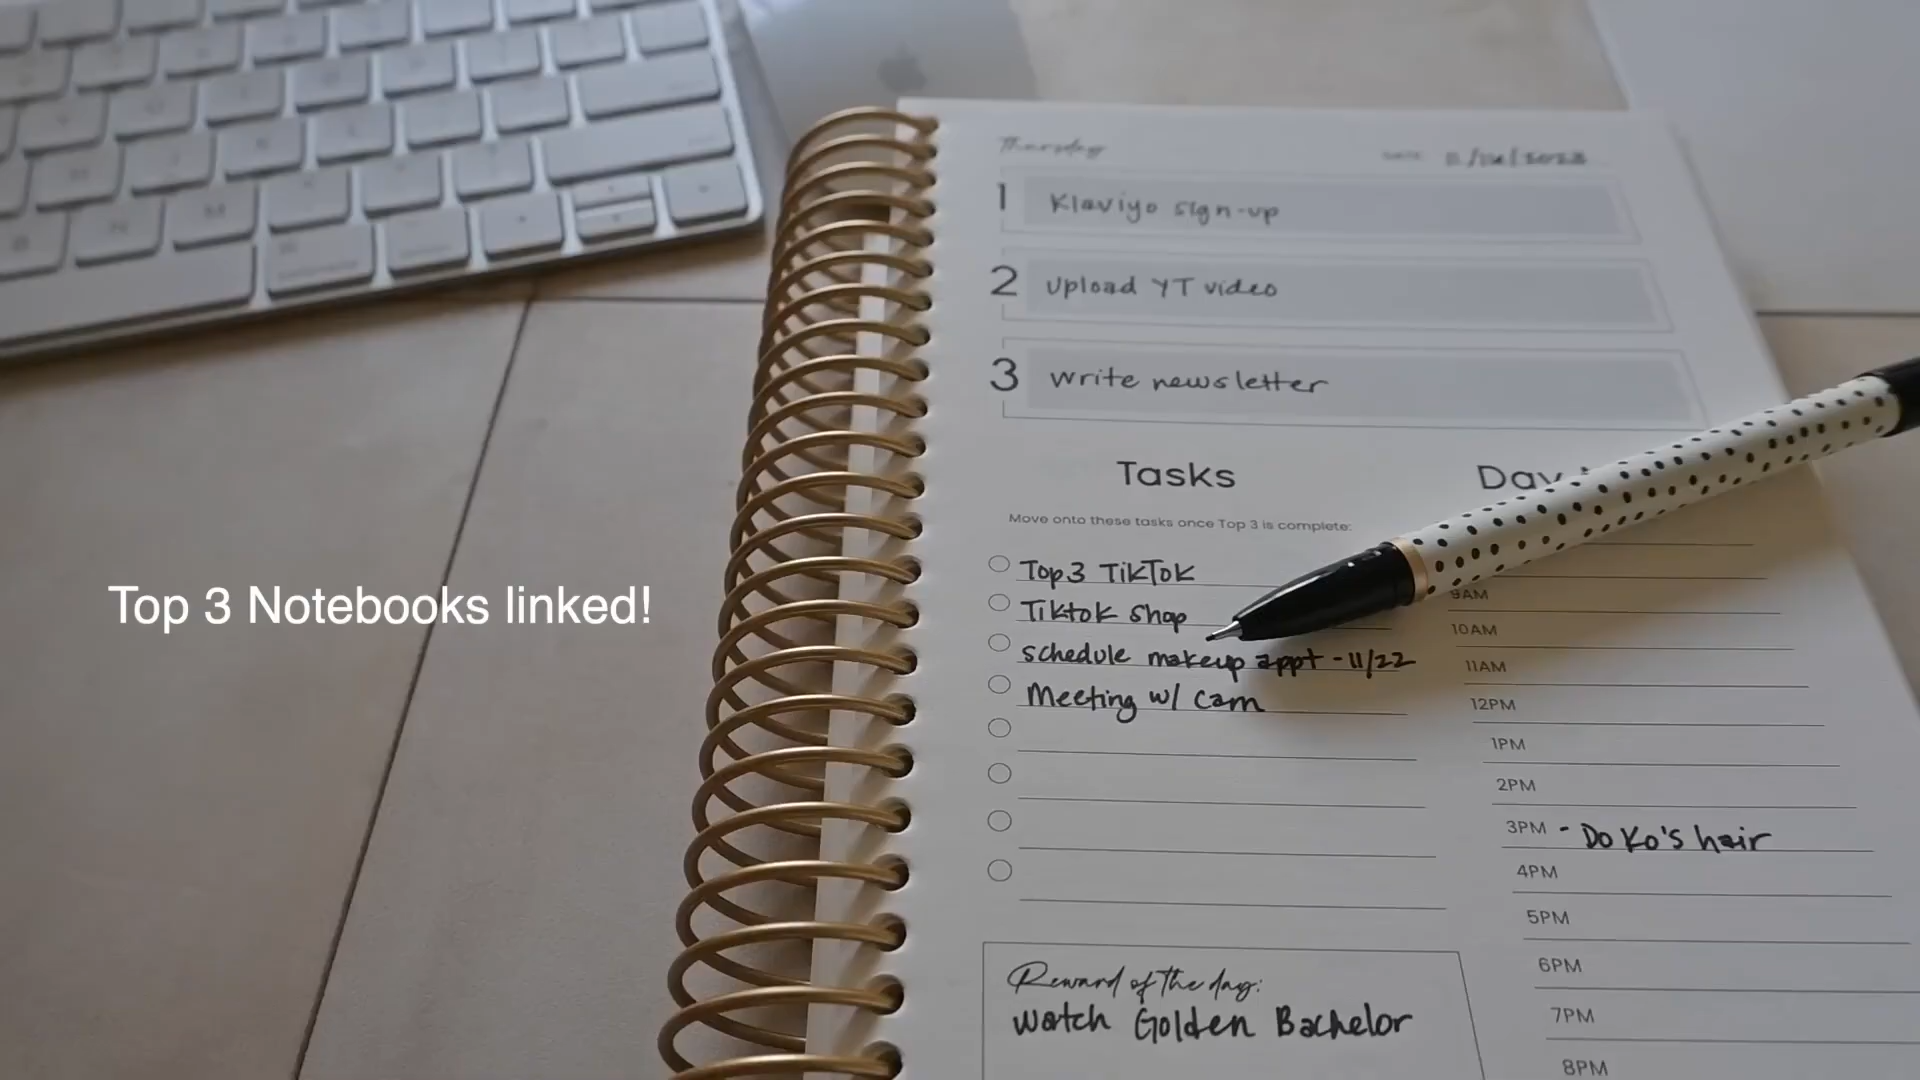 Thursday
1 Klaviyo sign-up
2 Upload YT video
3 write newsletter
Tasks
Move onto these tasks once Top 3 is complete:
Top 3 TikTok
Tiktok shop
schedule makeup appt - 11/22
Meeting w/ Cam
Reward of the day:
watch Golden Bachelor
Day
9AM
10AM
11AM
12PM
1PM
2PM
3PM - Do Ko's hair
4PM
5PM
6PM
7PM
8PM
Top 3 Notebooks linked!